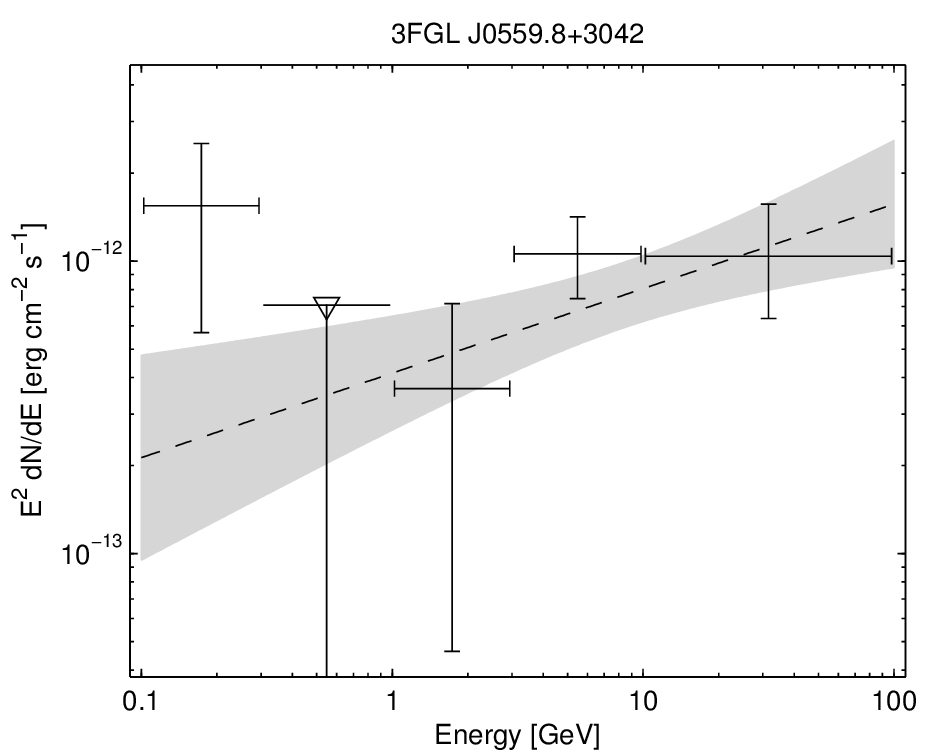 3FGL J0559.8+3042
E² dN/dE [erg cm⁻² s⁻¹]
10⁻¹²
10⁻¹³
0.1 1 10 100
Energy [GeV]